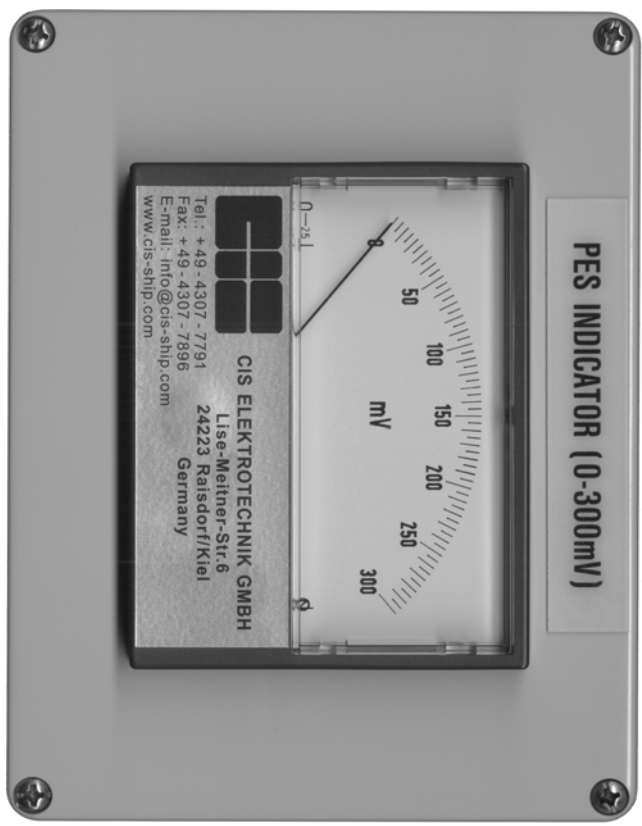 PES INDICATOR (0-300mV)
0 50 100 150 200 250 300
mV
CIS ELEKTROTECHNIK GMBH
Lise-Meitner-Str.6
24223 Raisdorf/Kiel
Germany
Tel.: +49-4307-7791
Fax: +49-4307-7896
E-mail: info@cis-ship.com
www.cis-ship.com